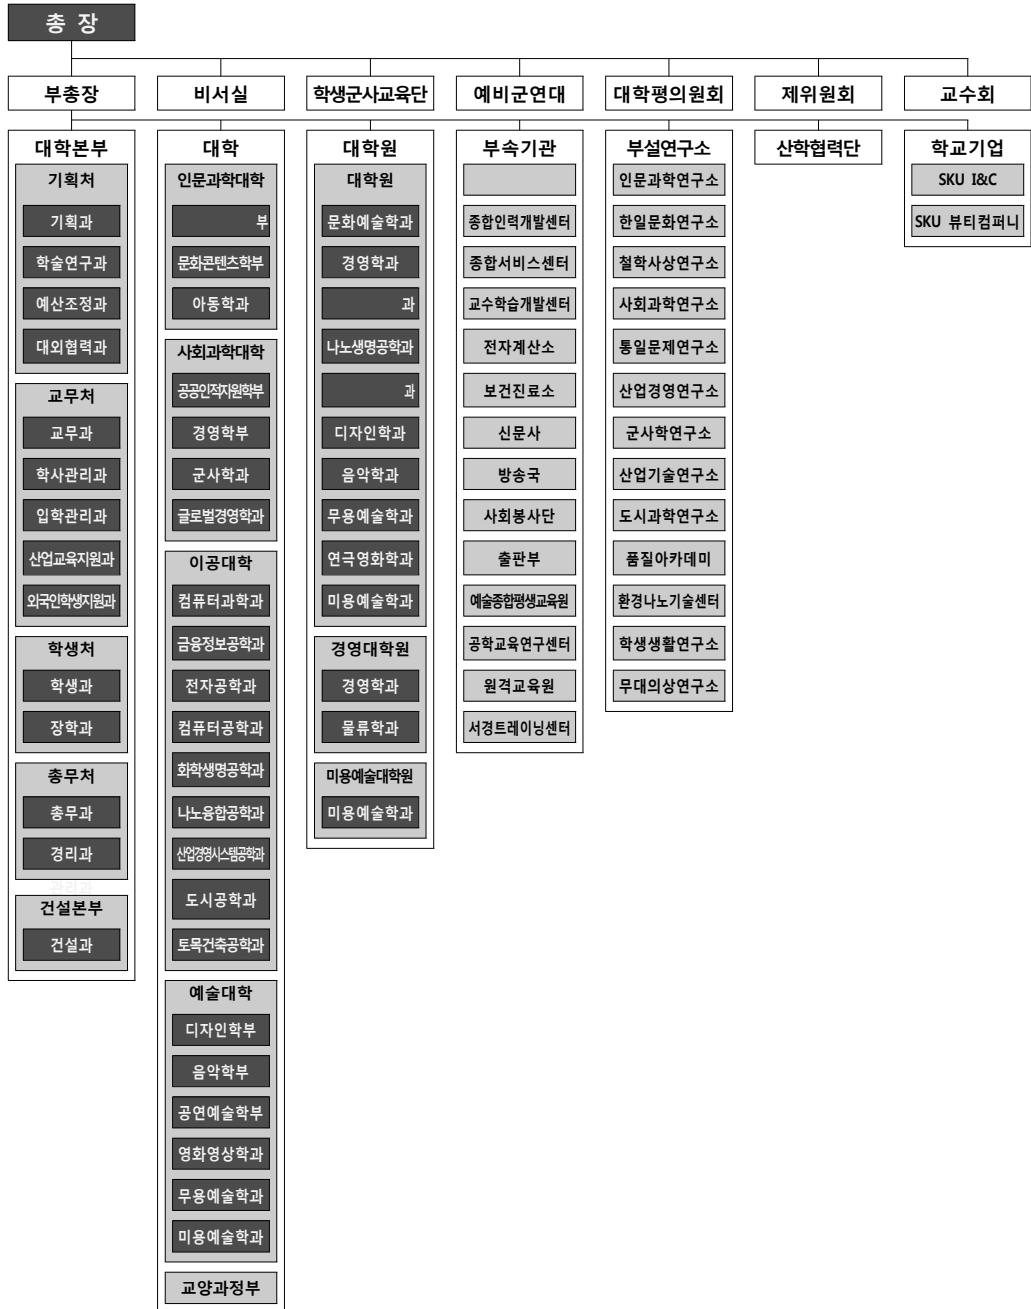 총 장
부총장
비서실
학생군사교육단
예비군연대
대학평의원회
제위원회
교수회
대학본부
기획처
기획과
학술연구과
예산조정과
대외협력과
교무처
교무과
학사관리과
입학관리과
산업교육지원과
외국인학생지원과
학생처
학생과
장학과
총무처
총무과
경리과
관리과
건설본부
건설과
대학
인문과학대학
부
문화콘텐츠학부
아동학과
사회과학대학
공공인적자원학부
경영학부
군사학과
글로벌경영학과
이공대학
컴퓨터과학과
금융정보공학과
전자공학과
컴퓨터공학과
화학생명공학과
나노융합공학과
산업경영시스템공학과
도시공학과
토목건축공학과
예술대학
디자인학부
음악학부
공연예술학부
영화영상학과
무용예술학과
미용예술학과
교양과정부
대학원
대학원
문화예술학과
경영학과
과
나노생명공학과
과
디자인학과
음악학과
무용예술학과
연극영화학과
미용예술학과
경영대학원
경영학과
물류학과
미용예술대학원
미용예술학과
부속기관
종합인력개발센터
종합서비스센터
교수학습개발센터
전자계산소
보건진료소
신문사
방송국
사회봉사단
출판부
예술종합평생교육원
공학교육연구센터
원격교육원
서경트레이닝센터
부설연구소
인문과학연구소
한일문화연구소
철학사상연구소
사회과학연구소
통일문제연구소
산업경영연구소
군사학연구소
산업기술연구소
도시과학연구소
품질아카데미
환경나노기술센터
학생생활연구소
무대의상연구소
산학협력단
학교기업
SKU I&C
SKU 뷰티컴퍼니